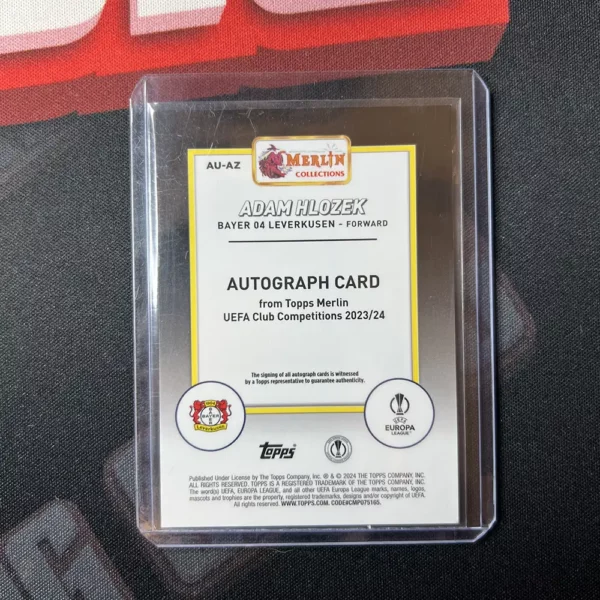 AU-AZ
MERLIN
COLLECTIONS
ADAM HLOZEK
BAYER 04 LEVERKUSEN - FORWARD
AUTOGRAPH CARD
from Topps Merlin
UEFA Club Competitions 2023/24
The signing of all autograph cards is witnessed
by a Topps representative to guarantee authenticity.
1904
BAYER
Leverkusen
UEFA
EUROPA
LEAGUE
Topps
Published Under License by The Topps Company, Inc. ® & © 2024 THE TOPPS COMPANY, INC.
ALL RIGHTS RESERVED. TOPPS IS A REGISTERED TRADEMARK OF THE TOPPS COMPANY, INC.
The word(s) UEFA, EUROPA LEAGUE, and all other UEFA Europa League marks, names, logos,
mascots and trophies are the property, registered trademarks, designs and/or copyright of UEFA.
All rights reserved. WWW.TOPPS.COM. CODE#CMP075165.